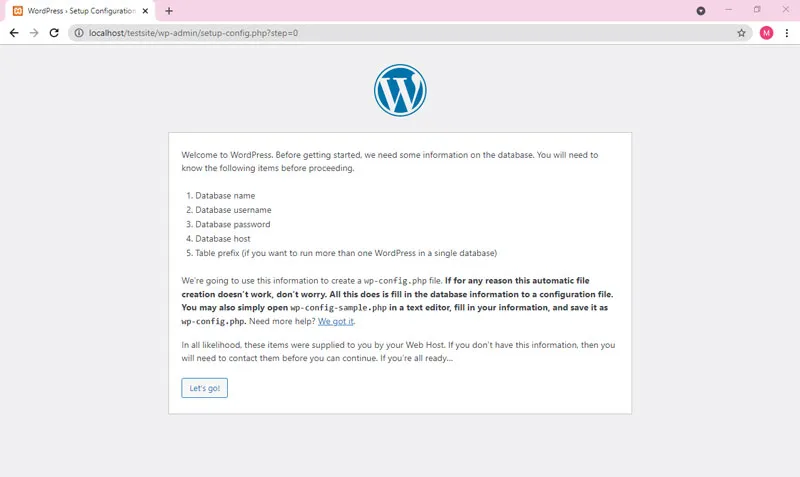 WordPress › Setup Configuration
localhost/testsite/wp-admin/setup-config.php?step=0
M
W
Welcome to WordPress. Before getting started, we need some information on the database. You will need to
know the following items before proceeding.
1. Database name
2. Database username
3. Database password
4. Database host
5. Table prefix (if you want to run more than one WordPress in a single database)
We're going to use this information to create a wp-config.php file. If for any reason this automatic file
creation doesn't work, don't worry. All this does is fill in the database information to a configuration file.
You may also simply open wp-config-sample.php in a text editor, fill in your information, and save it as
wp-config.php. Need more help? We got it.
In all likelihood, these items were supplied to you by your Web Host. If you don't have this information, then you
will need to contact them before you can continue. If you're all ready...
Let's go!